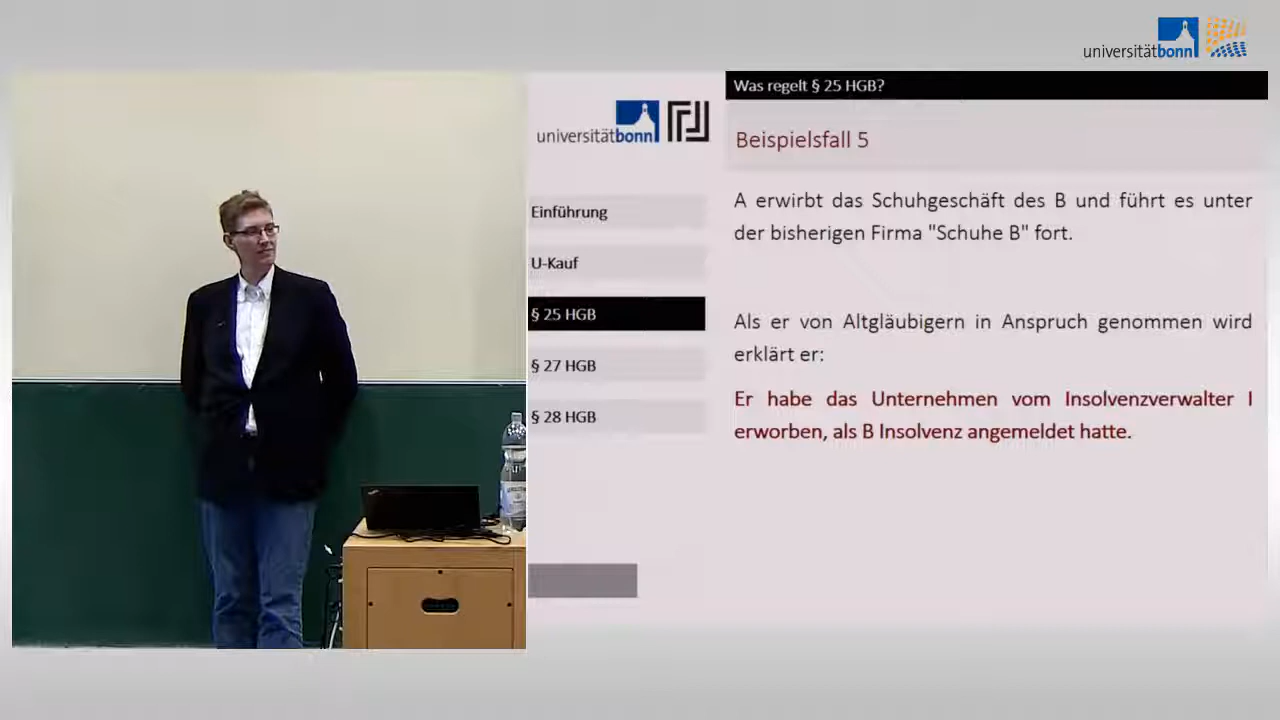 universitätbonn
Was regelt § 25 HGB?
universitätbonn
Beispielsfall 5
A erwirbt das Schuhgeschäft des B und führt es unter
der bisherigen Firma "Schuhe B" fort.
Als er von Altgläubigern in Anspruch genommen wird
erklärt er:
Er habe das Unternehmen vom Insolvenzverwalter I
erworben, als B Insolvenz angemeldet hatte.
Einführung
U-Kauf
§ 25 HGB
§ 27 HGB
§ 28 HGB